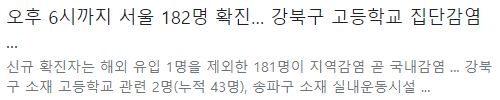 오후 6시까지 서울 182명 확진... 강북구 고등학교 집단감염
...
신규 확진자는 해외 유입 1명을 제외한 181명이 지역감염 곧 국내감염 ... 강북
구 소재 고등학교 관련 2명(누적 43명), 송파구 소재 실내운동시설 ...